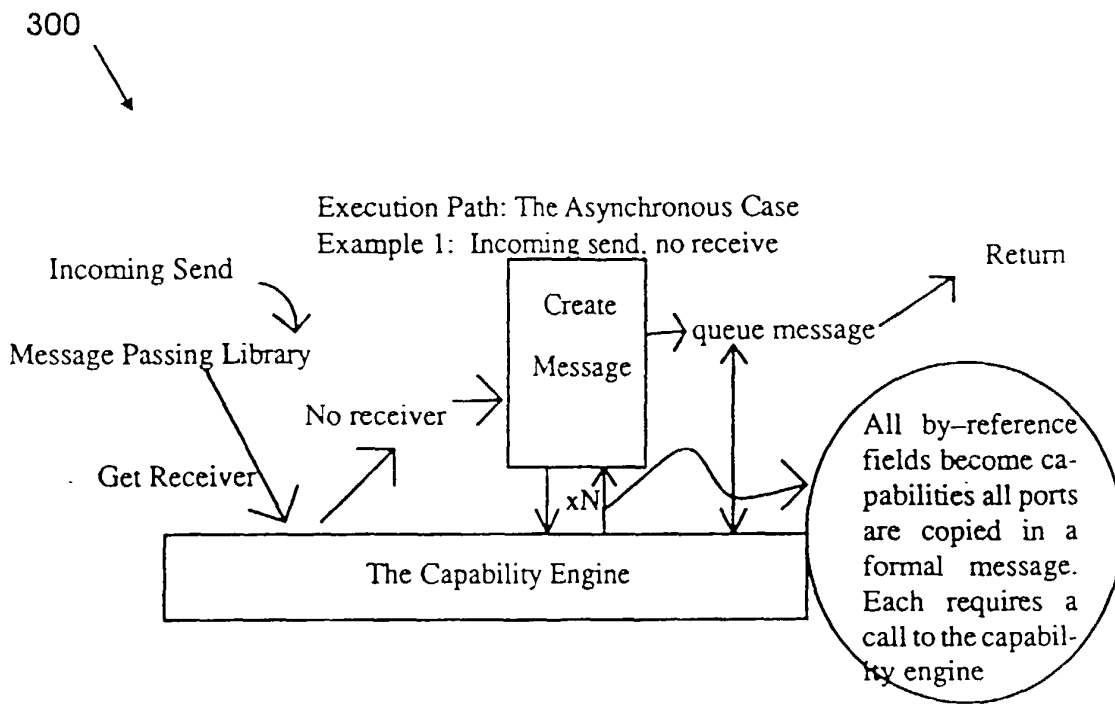 300
Execution Path: The Asynchronous Case
Example 1: Incoming send, no receive
Incoming Send
Return
Create
Message
queue message
Message Passing Library
No receiver
Get Receiver
xN
The Capability Engine
All by-reference
fields become ca-
pabilities all ports
are copied in a
formal message.
Each requires a
call to the capabil-
ity engine